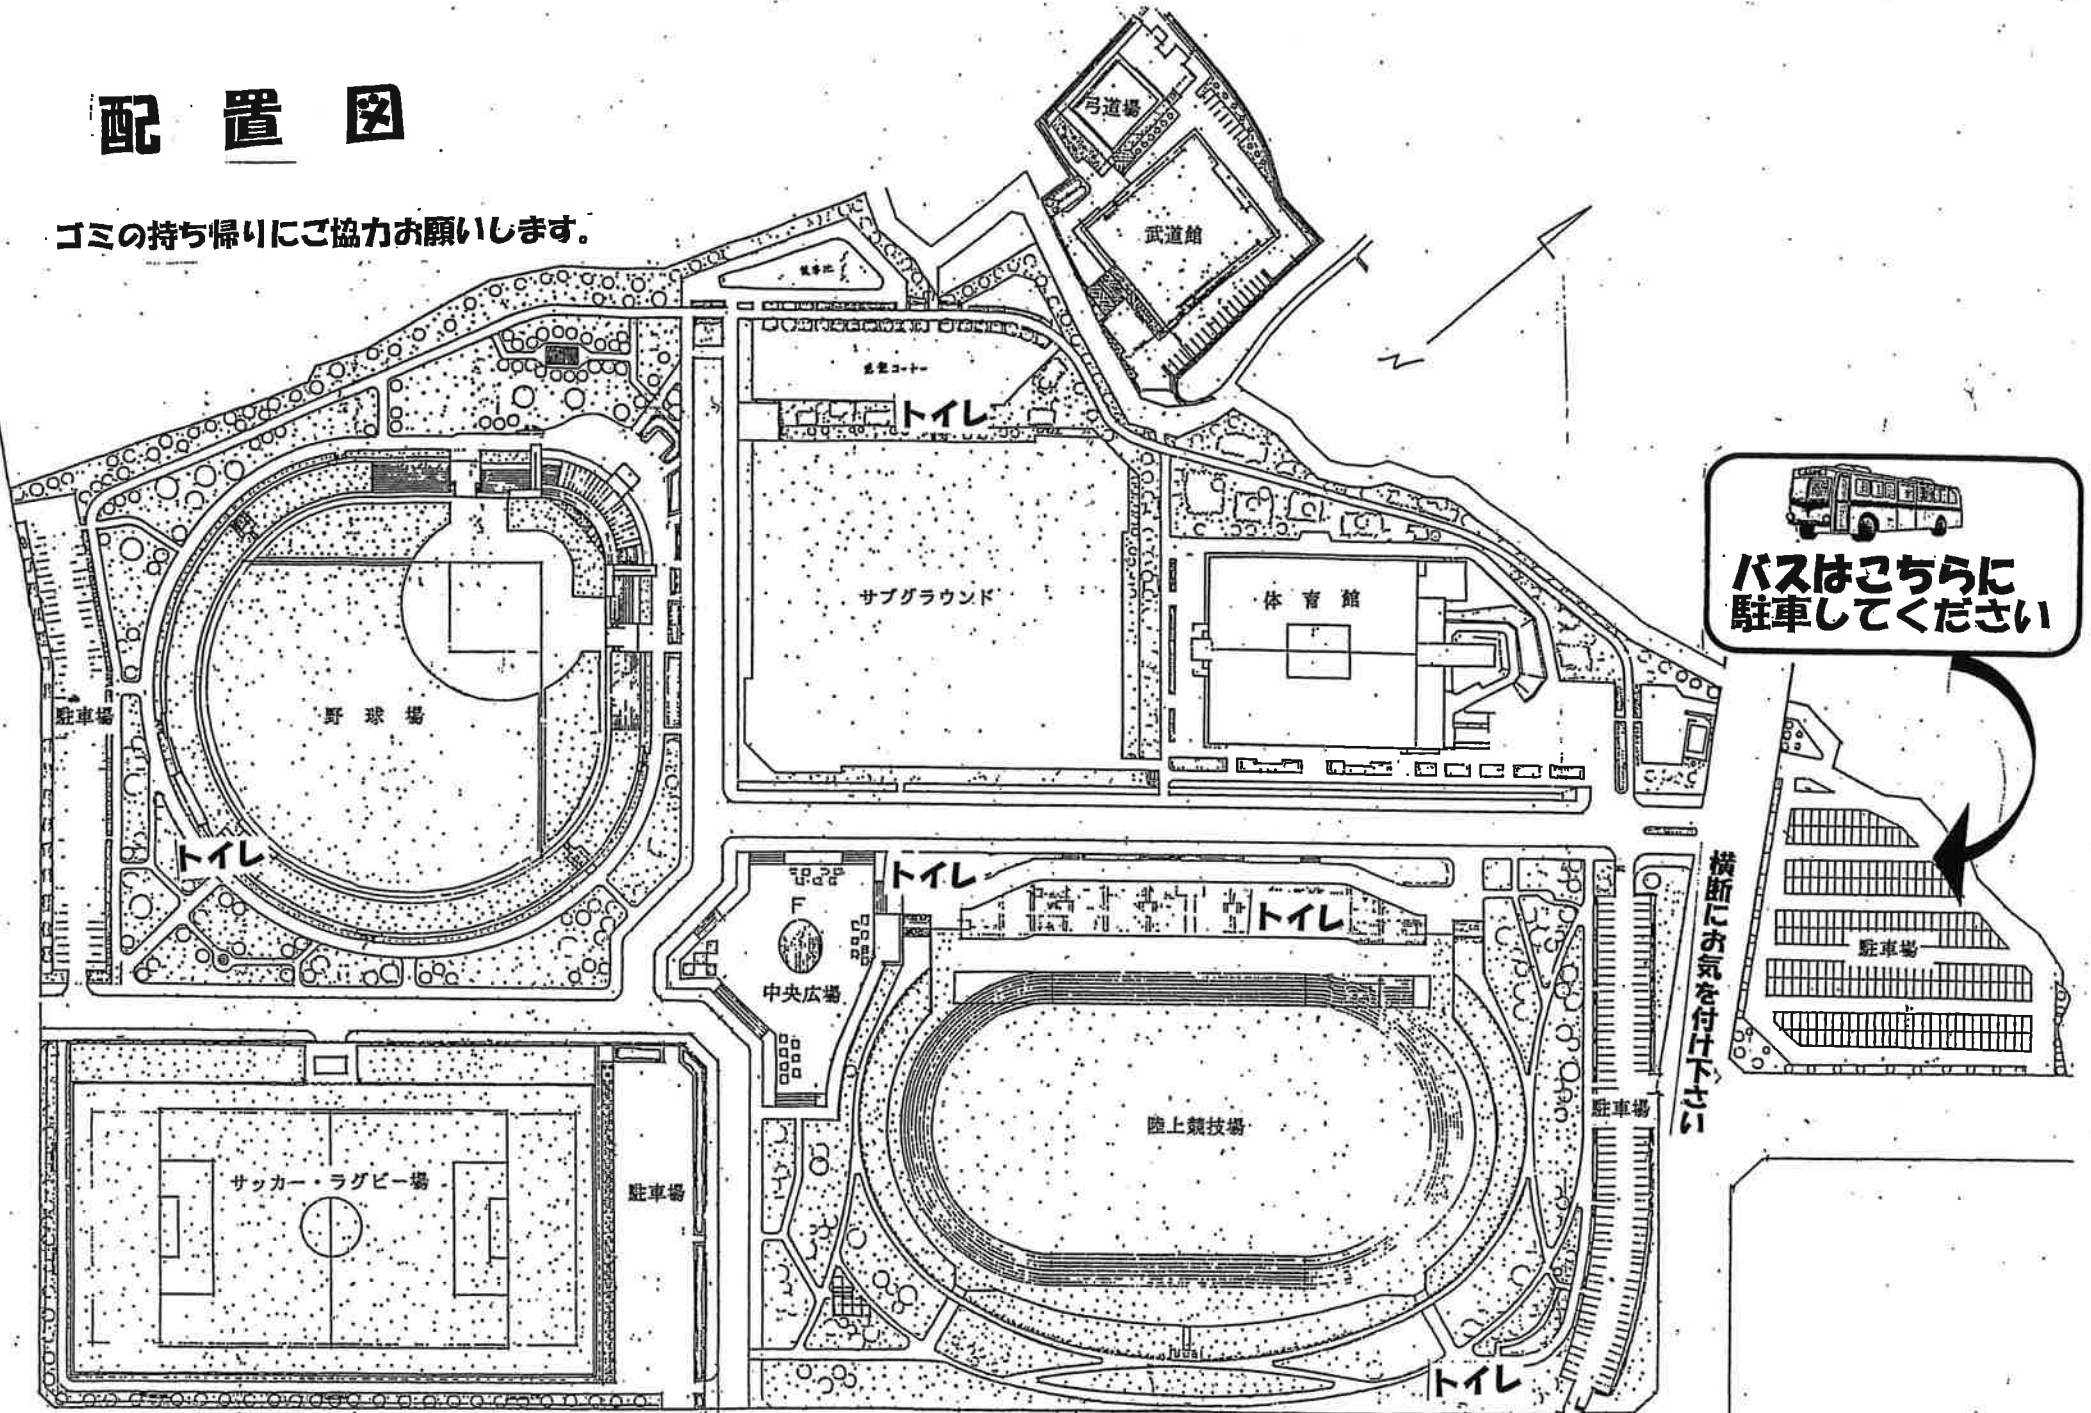 配置図
ゴミの持ち帰りにご協力お願いします。
弓道場
武道館
トイレ
サブグラウンド
体育館
バスはこちらに
駐車してください
野球場
駐車場
トイレ
トイレ
トイレ
横断にお気を付け下さい
駐車場
中央広場
陸上競技場
駐車場
サッカー・ラグビー場
駐車場
トイレ